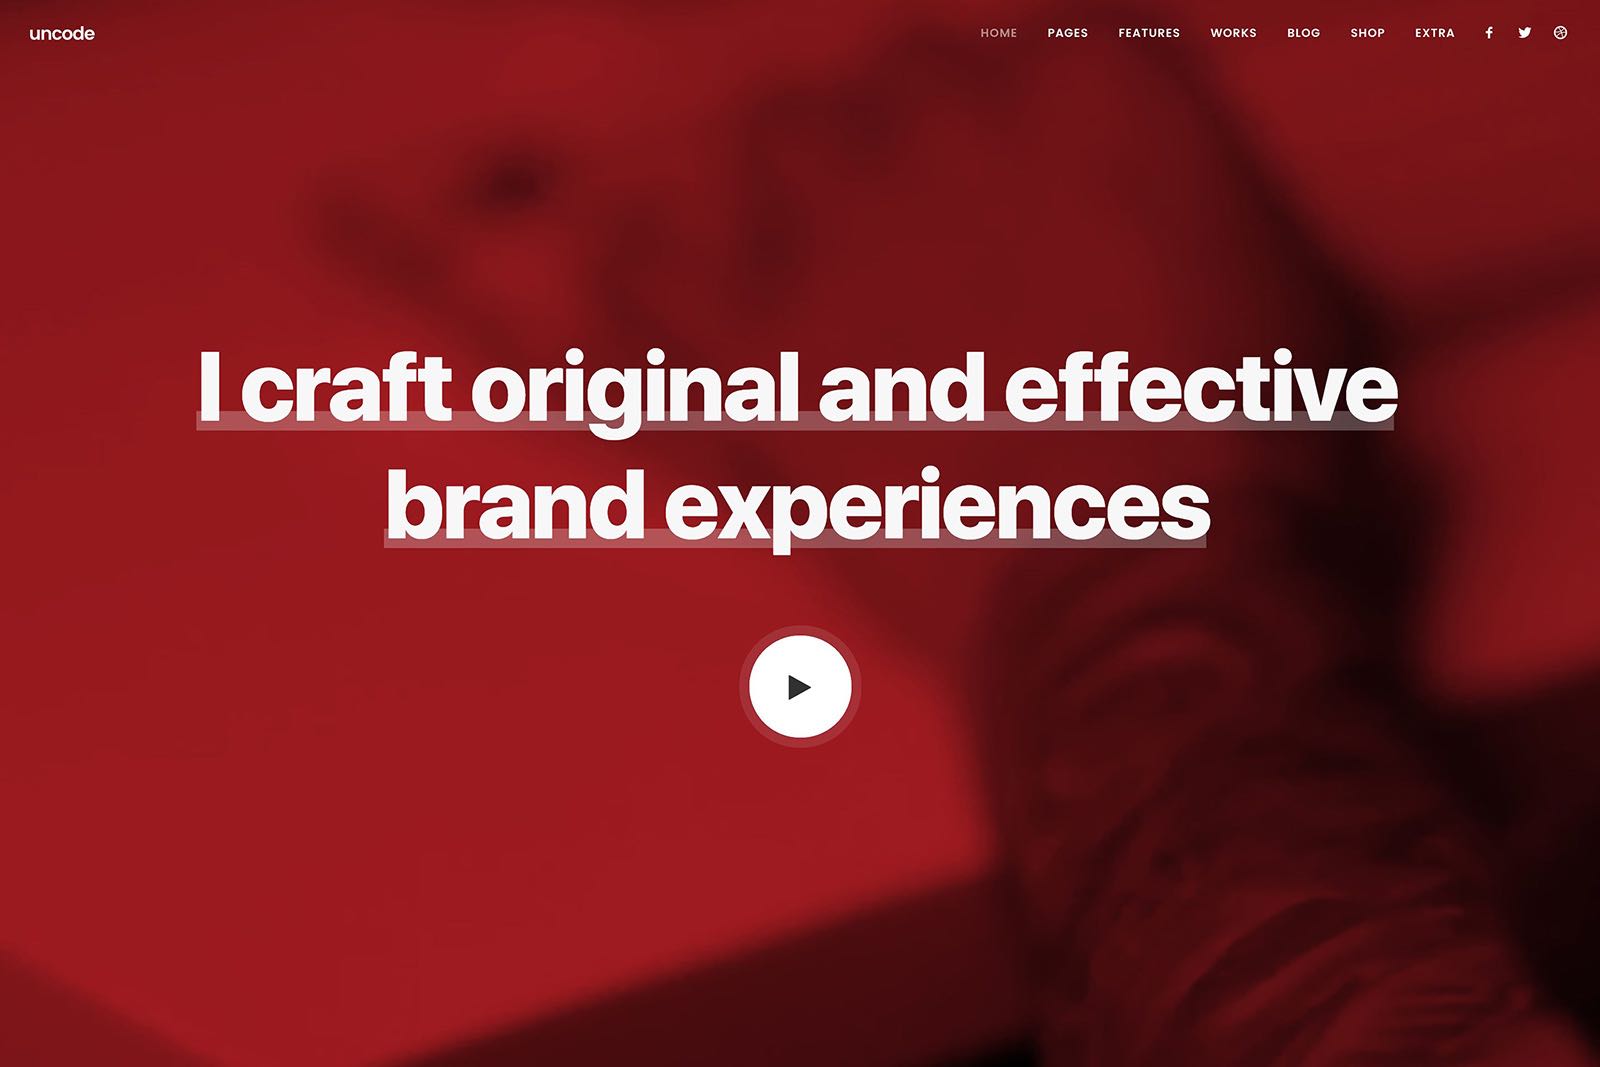 uncode
HOME PAGES FEATURES WORKS BLOG SHOP EXTRA
I craft original and effective
brand experiences